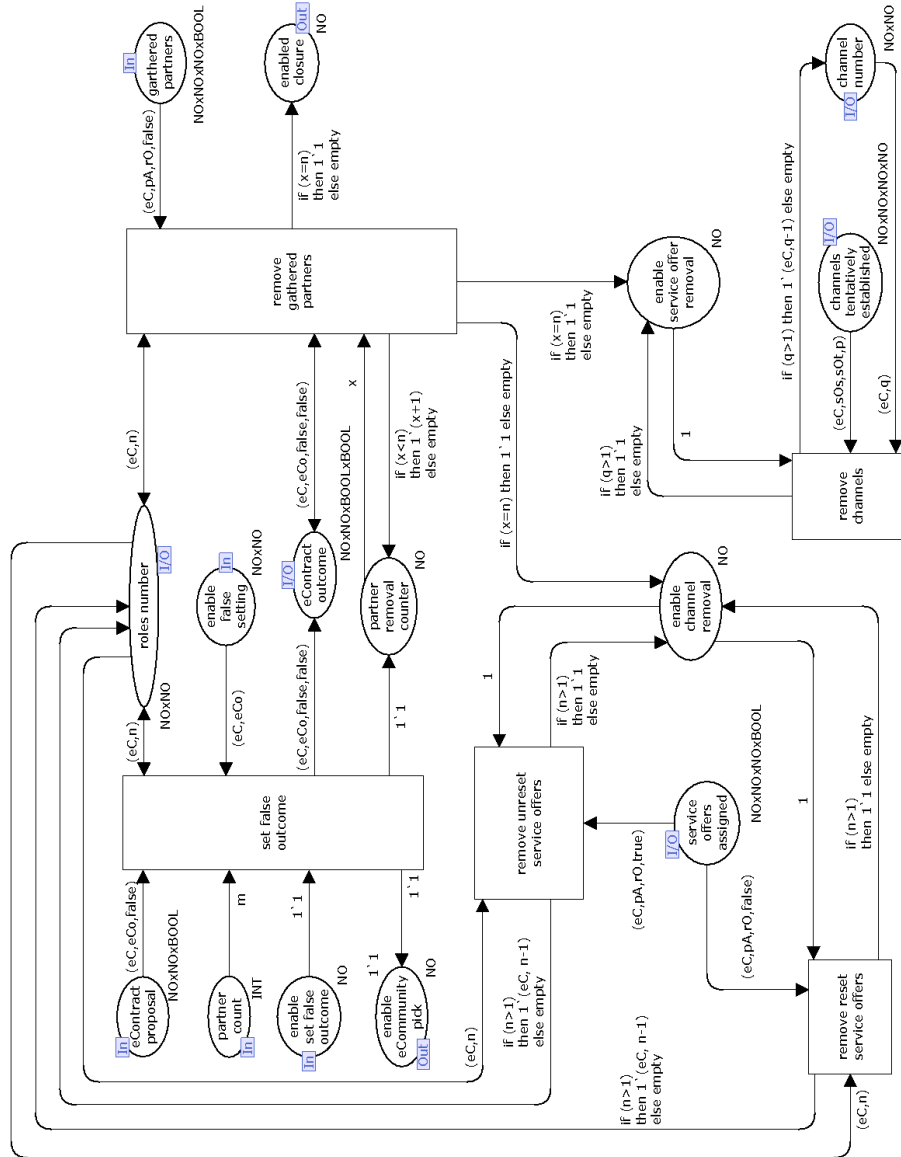 In
eContract
proposal
NOxNOxBOOL
(eC,eCo,false)
In
partner
count
INT
m
In
enable
set false
outcome
NO
1`1
Out
enable
eCommunity
pick
NO
1`1
1`1
set false
outcome
(eC,n)
(eC,eCo)
(eC,eCo,false,false)
1`1
roles number
I/O
NOxNO
enable
false
setting
In
NOxNO
I/O
eContract
outcome
NOxNOxBOOLxBOOL
partner
removal
counter
NO
(eC,n)
(eC,eCo,false,false)
x
if (x<n)
then 1`(x+1)
else empty
remove
gathered
partners
(eC,pA,rO,false)
In
garthered
partners
NOxNOxNOxBOOL
if (x=n)
then 1`1
else empty
enabled
closure
Out
NO
if (x=n) then 1`1 else empty
if (x=n)
then 1`1
else empty
enable
service offer
removal
NO
if (q>1)
then 1`1
else empty
1
remove
channels
if (q>1) then 1`(eC,q-1) else empty
(eC,sOs,sOt,p)
(eC,q)
channels
tentatively
established
I/O
NOxNOxNOxNO
channel
number
I/O
NOxNO
(eC,n)
if (n>1)
then 1`(eC, n-1)
else empty
remove unreset
service offers
1
if (n>1)
then 1`1
else empty
enable
channel
removal
NO
(eC,pA,rO,true)
I/O
service
offers
assigned
NOxNOxNOxBOOL
(eC,pA,rO,false)
1
if (n>1)
then 1`1 else empty
if (n>1)
then 1`(eC, n-1)
else empty
(eC,n)
remove reset
service offers